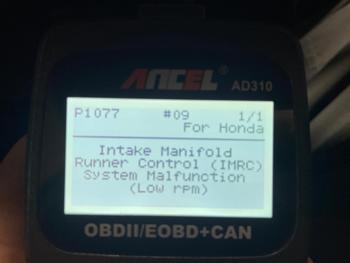 ANCEL®
AD310
P1077 #09 1/1
For Honda
Intake Manifold
Runner Control (IMRC)
System Malfunction
(Low rpm)
OBDII/EOBD+CAN